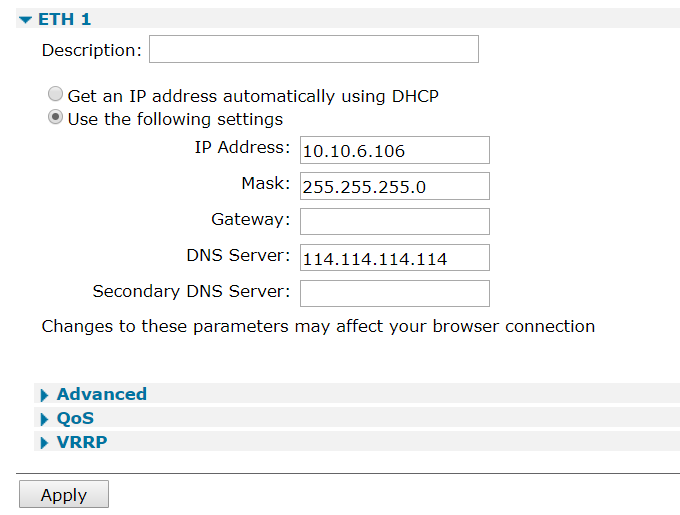 ETH 1
Description:
Get an IP address automatically using DHCP
Use the following settings
IP Address: 10.10.6.106
Mask: 255.255.255.0
Gateway:
DNS Server: 114.114.114.114
Secondary DNS Server:
Changes to these parameters may affect your browser connection
Advanced
QoS
VRRP
Apply